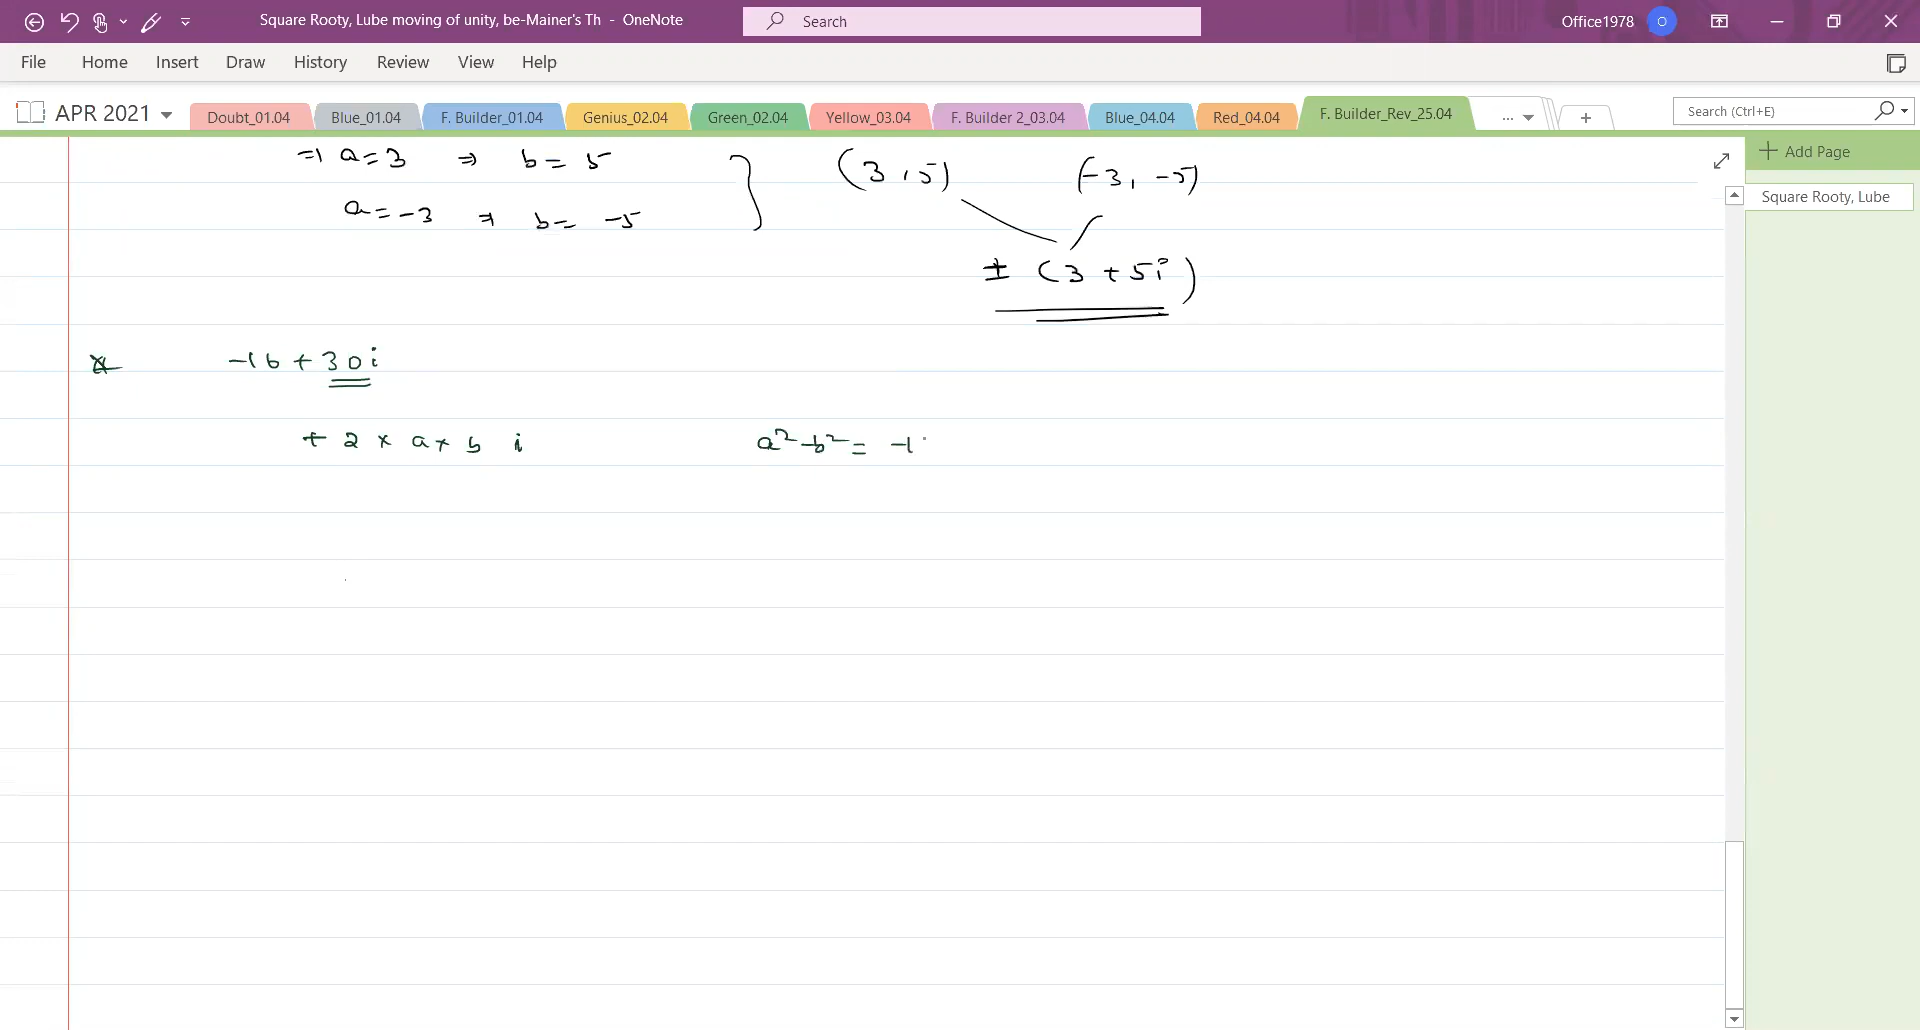 Square Rooty, Lube moving of unity, be-Mainer's Th - OneNote
Search
Office1978
O
File Home Insert Draw History Review View Help
APR 2021
Doubt_01.04 Blue_01.04 F. Builder_01.04 Genius_02.04 Green_02.04 Yellow_03.04 F. Builder 2_03.04 Blue_04.04 Red_04.04 F. Builder_Rev_25.04 ... +
Search (Ctrl+E)
Add Page
Square Rooty, Lube
⇒ a = 3 ⇒ b = 5 } (3, 5) (-3, -5)
a = -3 ⇒ b = -5
± (3 + 5i)
* -16 + 30i
+ 2 × a × b i a² - b² = -1